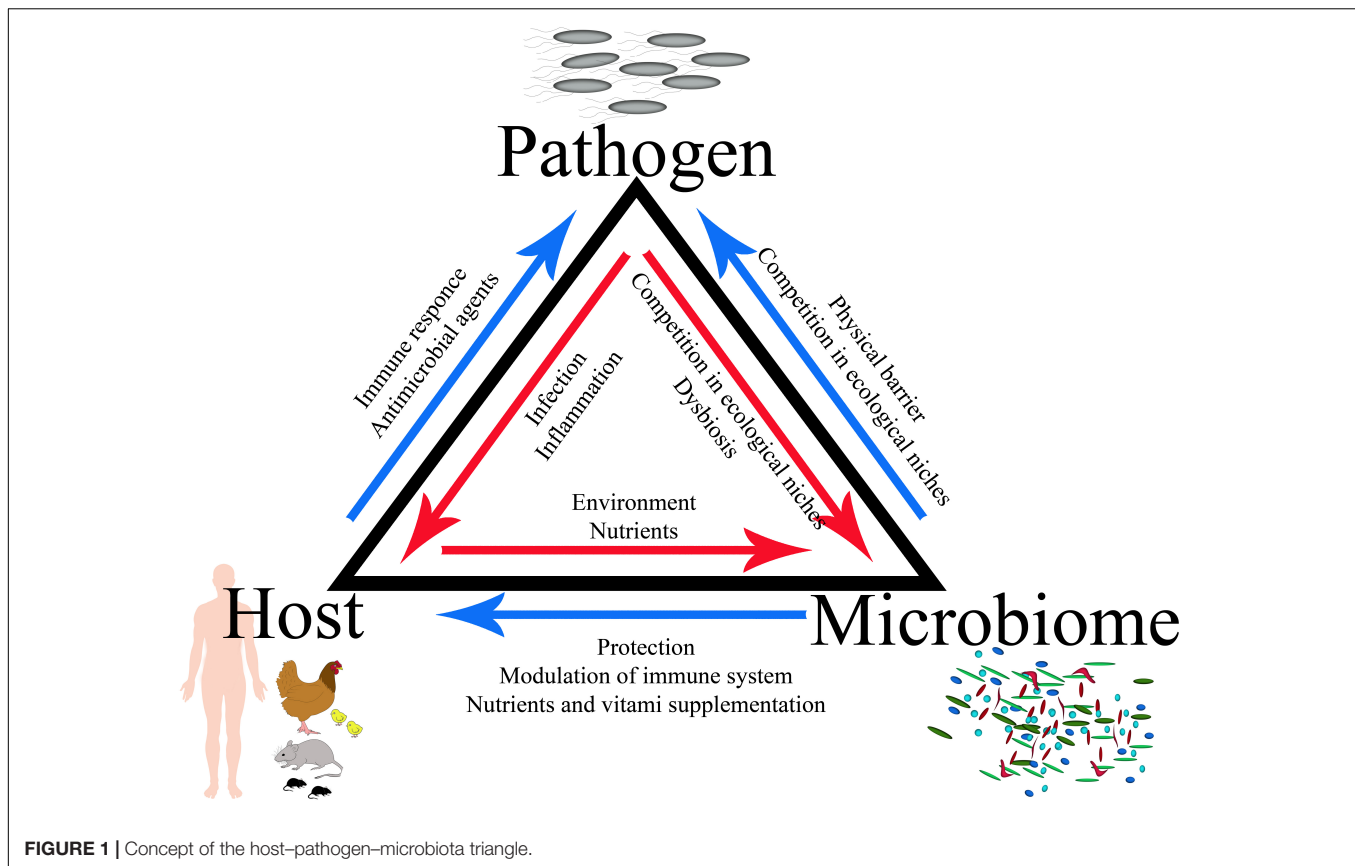 Pathogen
Immune responce
Antimicrobial agents
Infection
Inflammation
Competition in ecological niches
Dysbiosis
Physical barrier
Competition in ecological niches
Environment
Nutrients
Host
Microbiome
Protection
Modulation of immune system
Nutrients and vitami supplementation
FIGURE 1 | Concept of the host–pathogen–microbiota triangle.